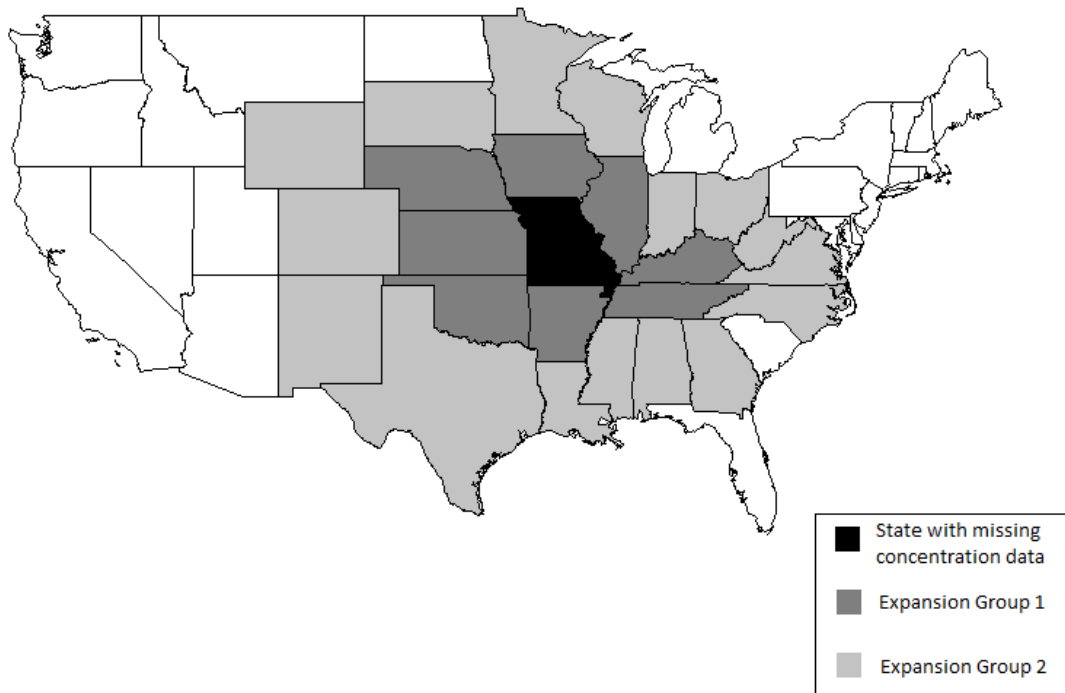 State with missing
concentration data
Expansion Group 1
Expansion Group 2